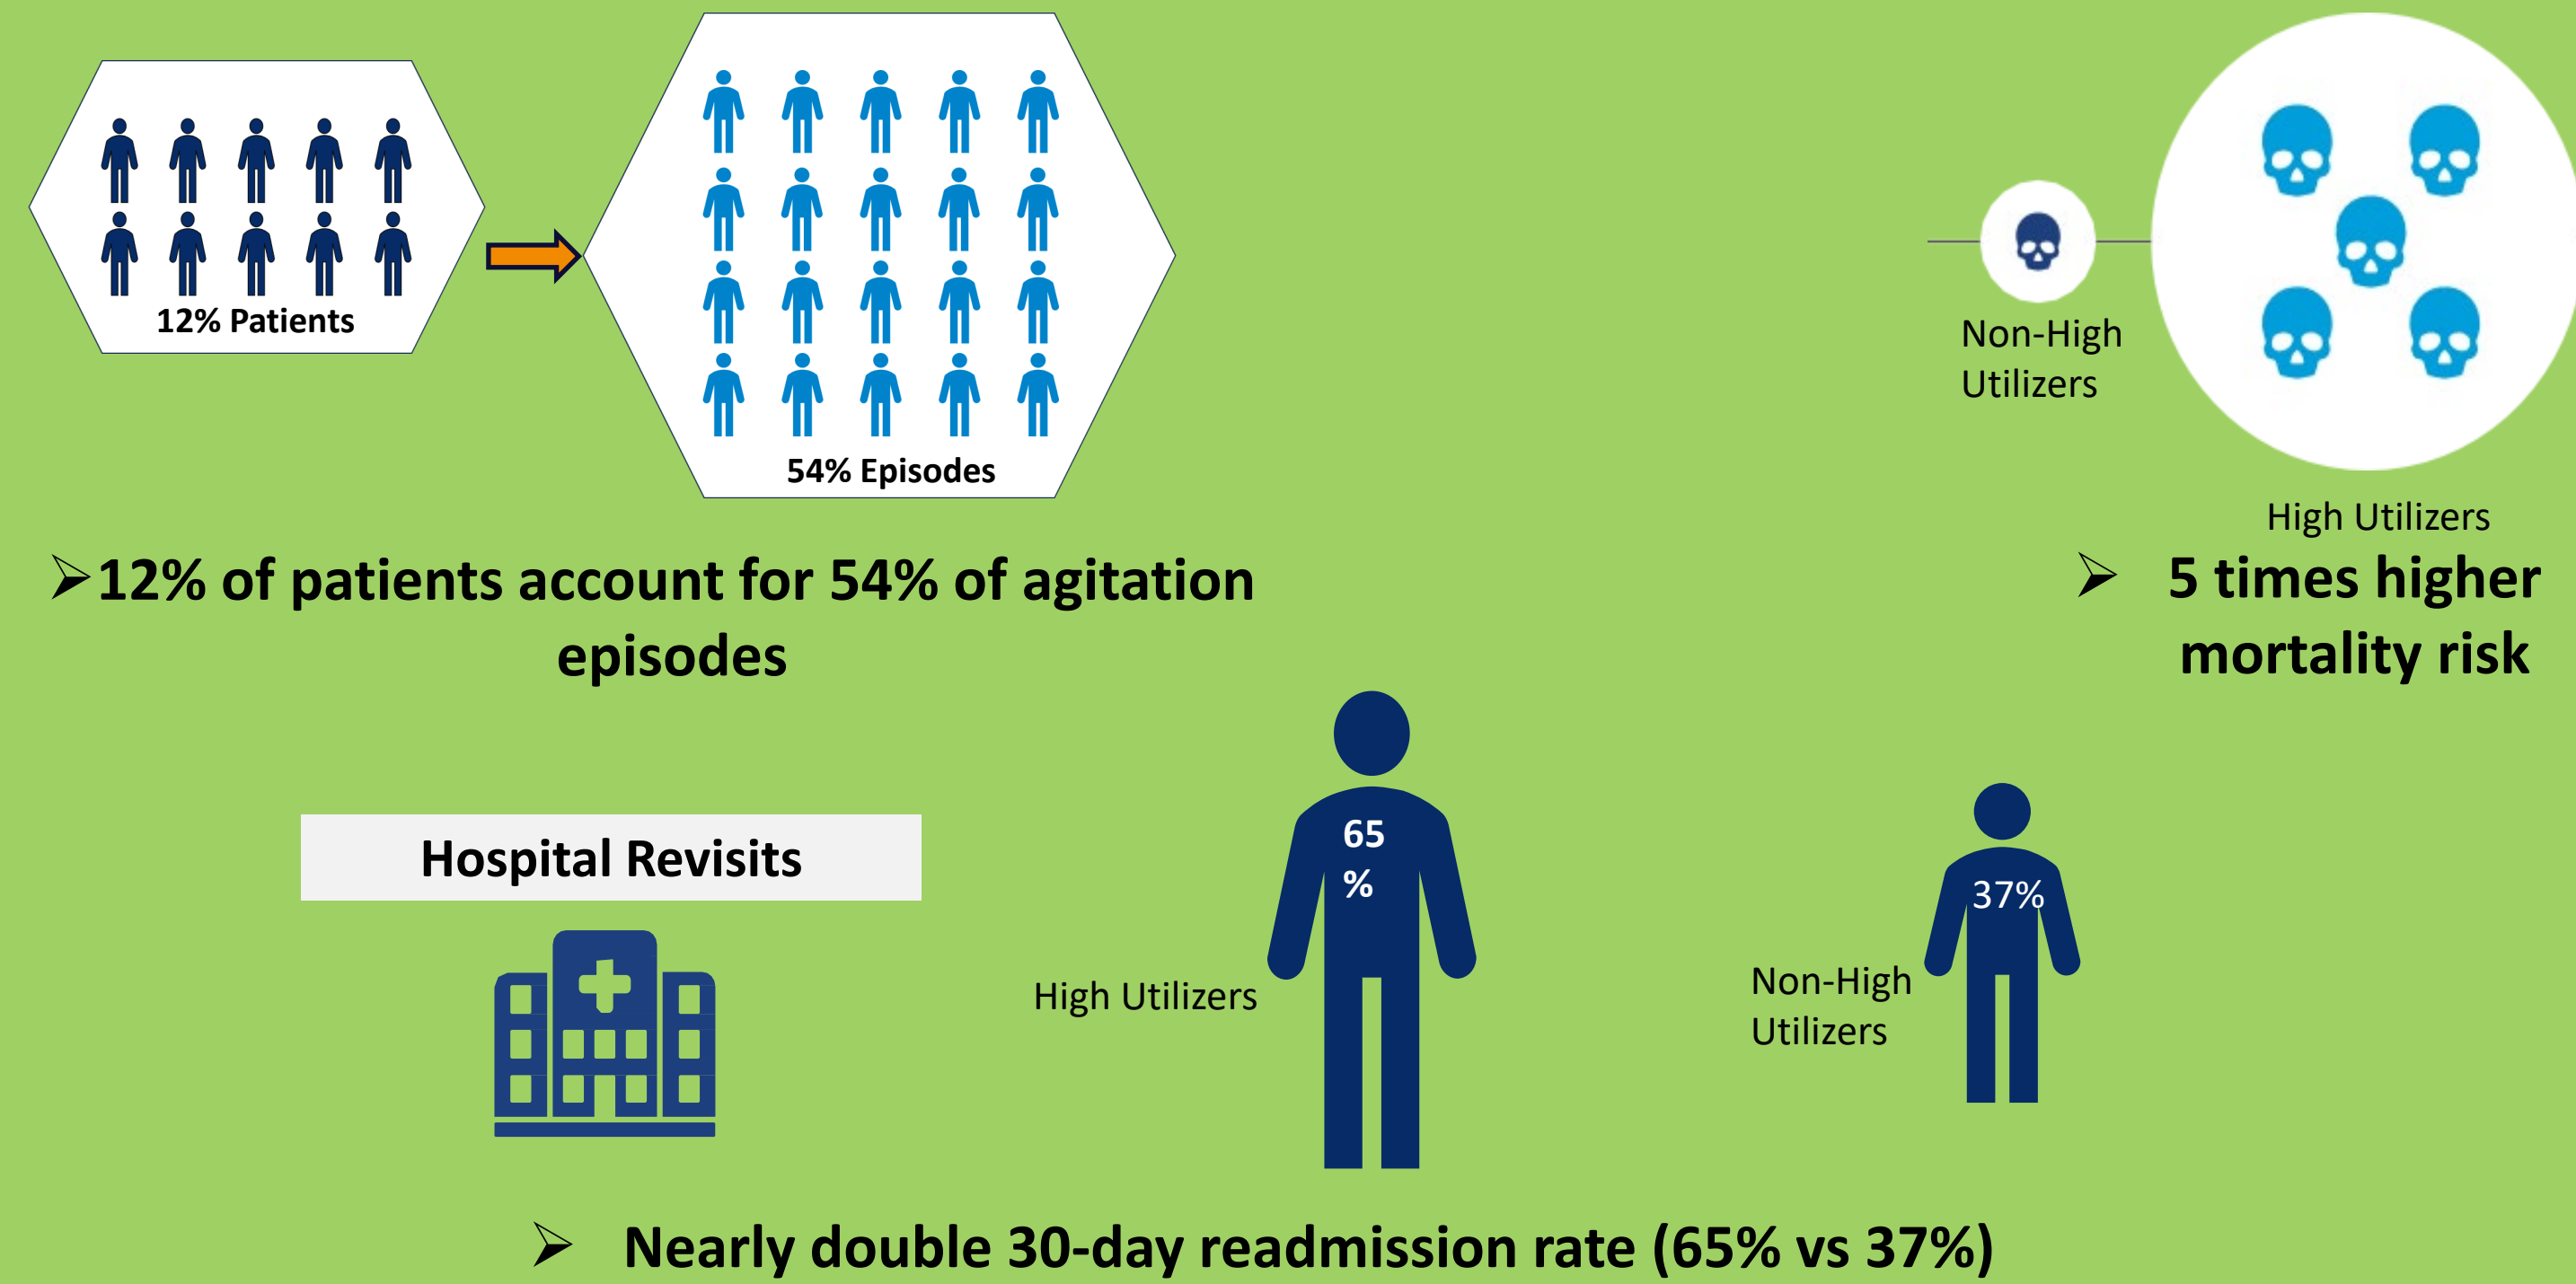 12% Patients
54% Episodes
➢12% of patients account for 54% of agitation
episodes
Non-High
Utilizers
High Utilizers
➢ 5 times higher
mortality risk
Hospital Revisits
High Utilizers
65
%
Non-High
Utilizers
37%
➢ Nearly double 30-day readmission rate (65% vs 37%)